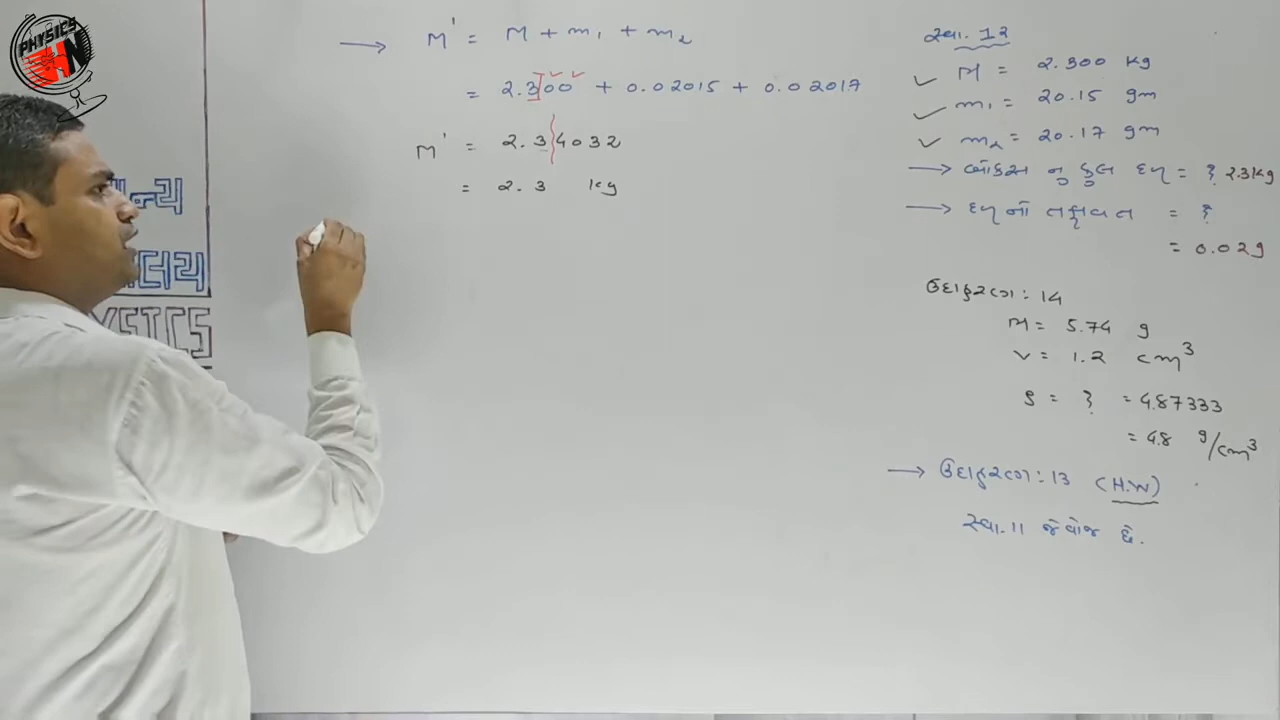 PHYSICS
HN
→ M' = M + m₁ + m₂
= 2.300 + 0.02015 + 0.02017
M' = 2.34032
= 2.3 Kg
સ્વા. 12
✓ M = 2.300 Kg
✓ m₁ = 20.15 gm
✓ m₂ = 20.17 gm
→ બોક્સ નુ કુલ દળ = ? 2.3 Kg
→ દળનો તફાવત = ?
= 0.02 g
ઉદાહરણ : 14
M = 5.74 g
V = 1.2 cm³
ρ = ? = 4.87333
= 4.8 g/cm³
→ ઉદાહરણ : 13 (H.W)
સ્વા. 11 જેવોજ છે.